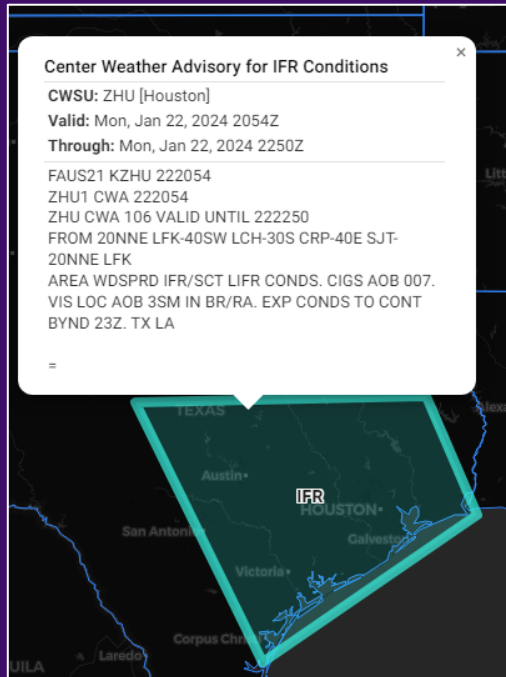 ×
Center Weather Advisory for IFR Conditions
CWSU: ZHU [Houston]
Valid: Mon, Jan 22, 2024 2054Z
Through: Mon, Jan 22, 2024 2250Z
FAUS21 KZHU 222054
ZHU1 CWA 222054
ZHU CWA 106 VALID UNTIL 222250
FROM 20NNE LFK-40SW LCH-30S CRP-40E SJT-
20NNE LFK
AREA WDSPRD IFR/SCT LIFR CONDS. CIGS AOB 007.
VIS LOC AOB 3SM IN BR/RA. EXP CONDS TO CONT
BYND 23Z. TX LA
=
Litt
TEXAS
Alexa
Austin
IFR
HOUSTON
San Antonio
Galveston
Victoria
Corpus Chris
Laredo
UILA